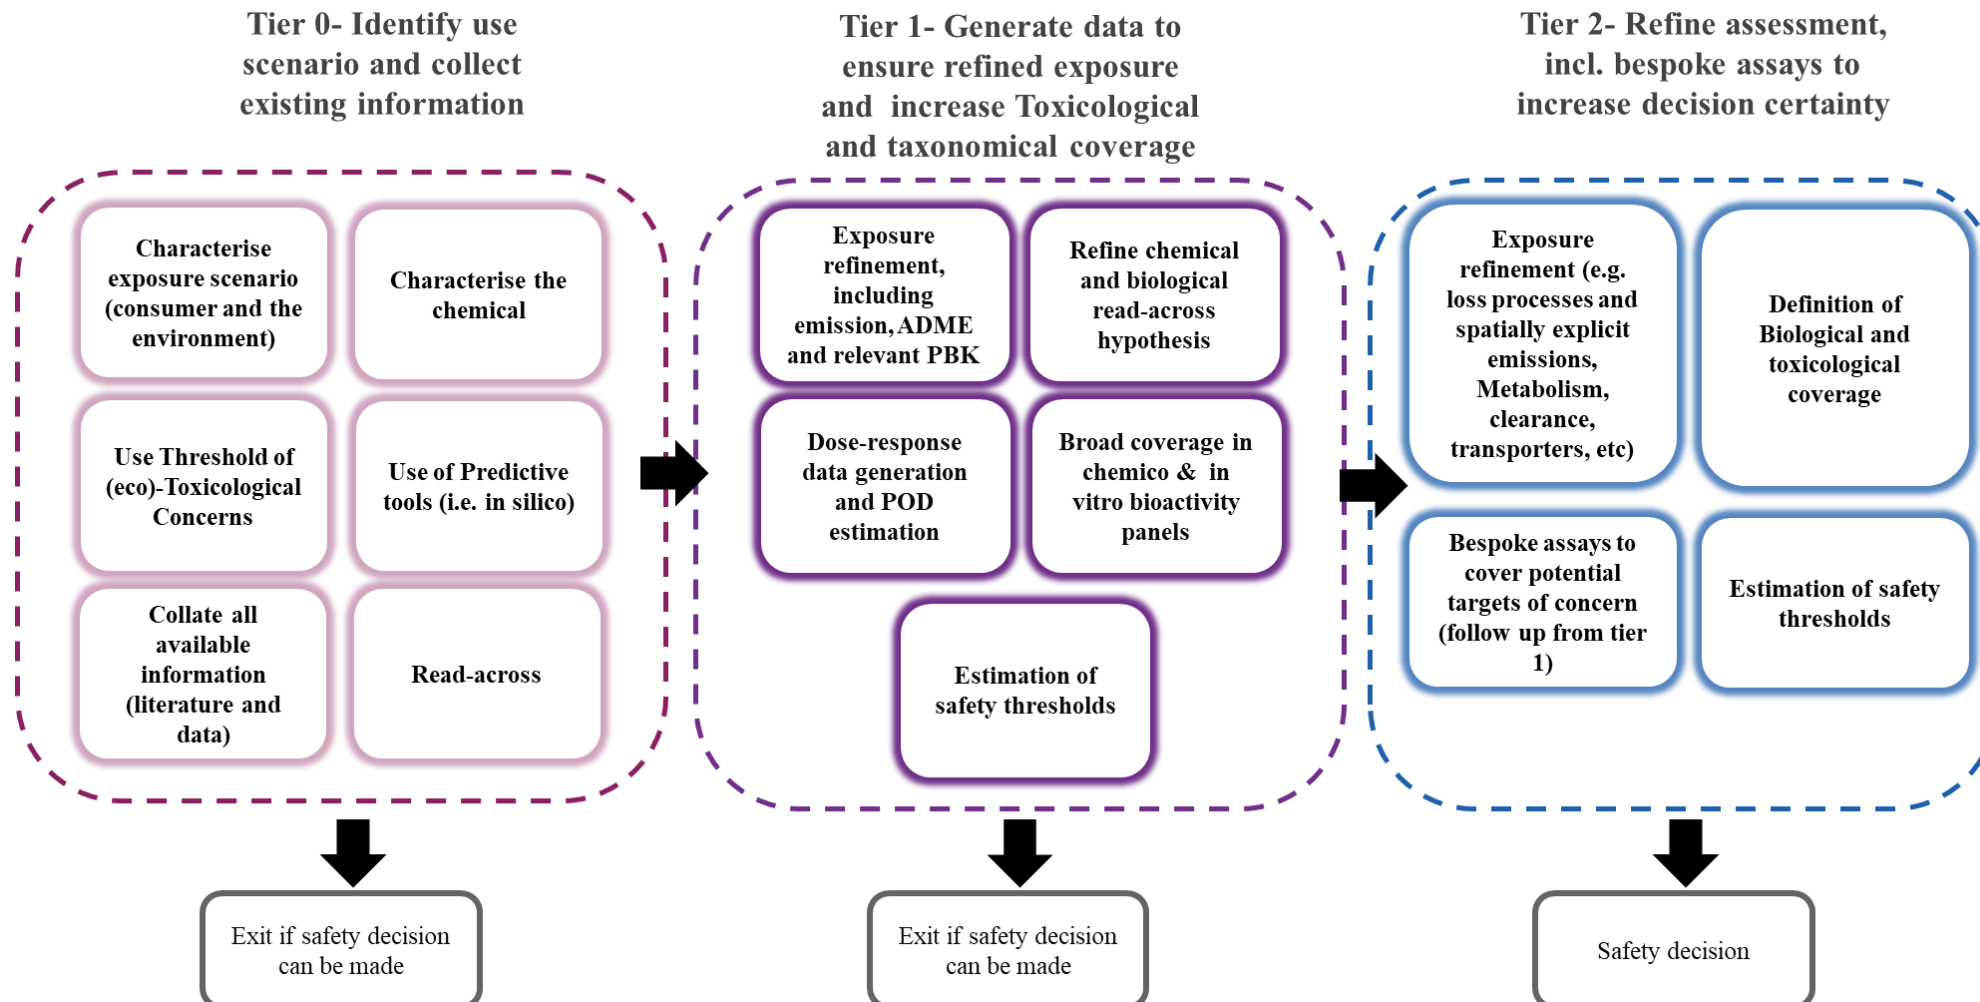 Tier 0- Identify use
scenario and collect
existing information
Characterise
exposure scenario
(consumer and the
environment)
Characterise the
chemical
Use Threshold of
(eco)-Toxicological
Concerns
Use of Predictive
tools (i.e. in silico)
Collate all
available
information
(literature and
data)
Read-across
Exit if safety decision
can be made
Tier 1- Generate data to
ensure refined exposure
and increase Toxicological
and taxonomical coverage
Exposure
refinement,
including
emission, ADME
and relevant PBK
Refine chemical
and biological
read-across
hypothesis
Dose-response
data generation
and POD
estimation
Broad coverage in
chemico & in
vitro bioactivity
panels
Estimation of
safety thresholds
Exit if safety decision
can be made
Tier 2- Refine assessment,
incl. bespoke assays to
increase decision certainty
Exposure
refinement (e.g.
loss processes and
spatially explicit
emissions,
Metabolism,
clearance,
transporters, etc)
Definition of
Biological and
toxicological
coverage
Bespoke assays to
cover potential
targets of concern
(follow up from tier
1)
Estimation of safety
thresholds
Safety decision